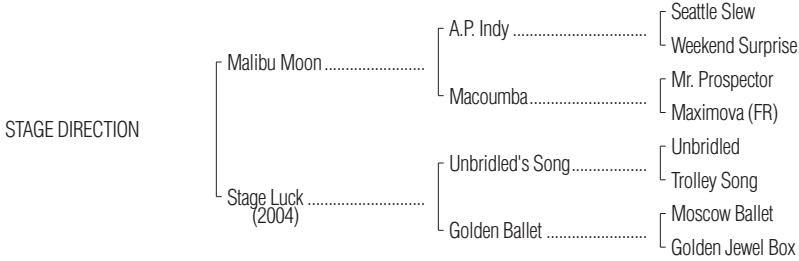 Seattle Slew
A.P. Indy ................................
Weekend Surprise
Malibu Moon ........................
Mr. Prospector
Macoumba............................
Maximova (FR)
STAGE DIRECTION
Unbridled
Unbridled's Song..................
Trolley Song
Stage Luck ............................
(2004)
Moscow Ballet
Golden Ballet ........................
Golden Jewel Box